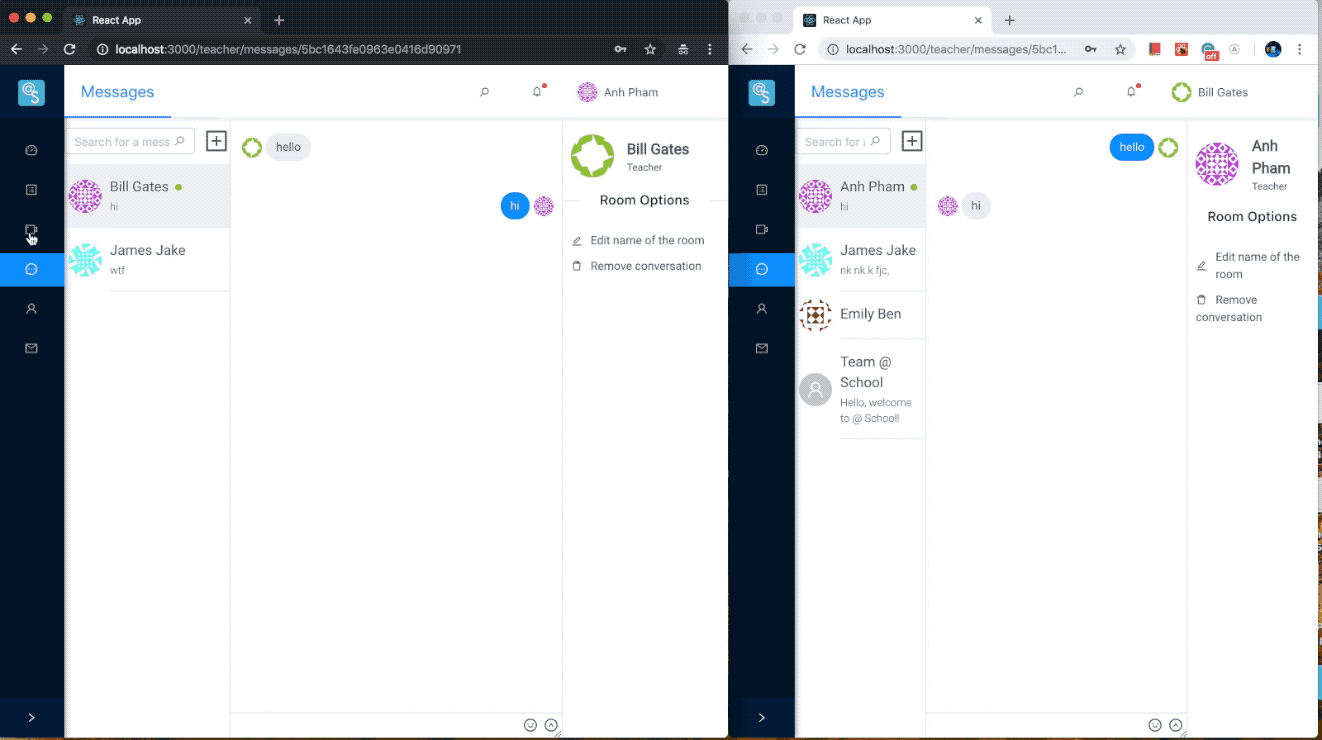 React App
localhost:3000/teacher/messages/5bc1643fe0963e0416d90971
Messages
Anh Pham
Search for a mess
Bill Gates
hi
James Jake
wtf
hello
hi
Bill Gates
Teacher
Room Options
Edit name of the room
Remove conversation
React App
localhost:3000/teacher/messages/5bc1...
off
Messages
Bill Gates
Search for a
Anh Pham
hi
James Jake
nk nk k fjc,
Emily Ben
Team @
School
Hello, welcome
to @ School!
hello
hi
Anh
Pham
Teacher
Room Options
Edit name of the
room
Remove
conversation